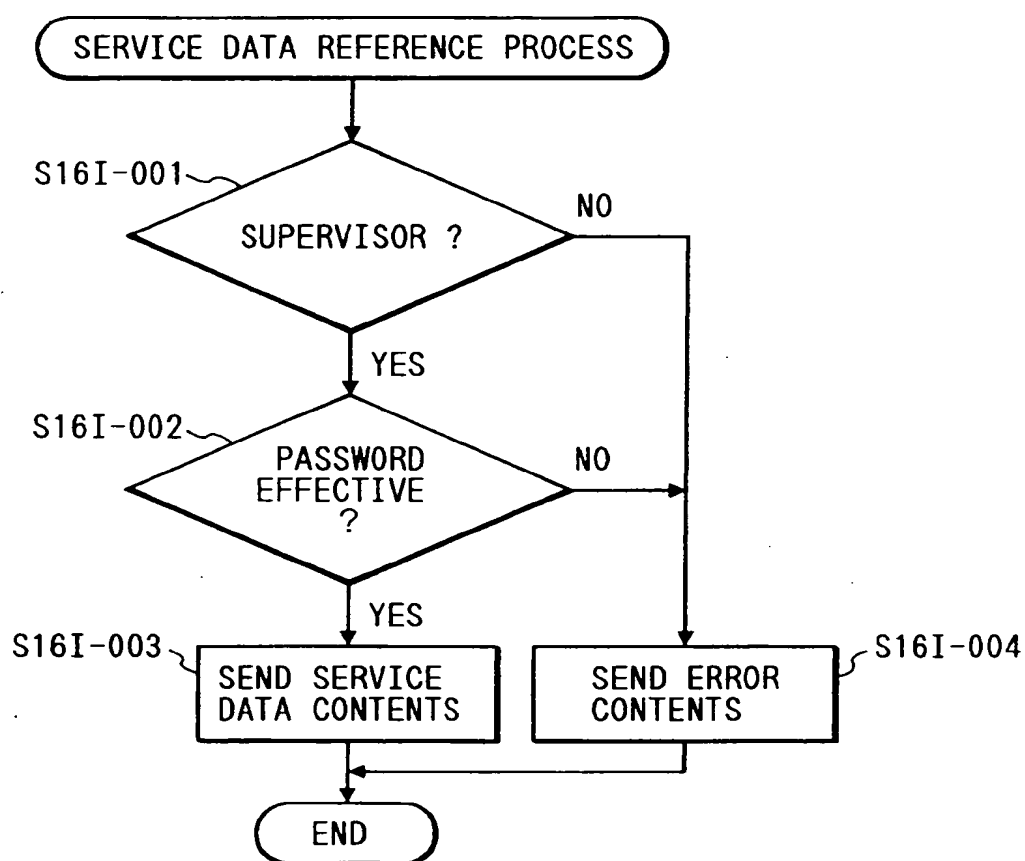 SERVICE DATA REFERENCE PROCESS
S16I-001
NO
SUPERVISOR ?
YES
S16I-002
PASSWORD
EFFECTIVE
?
NO
YES
S16I-003
SEND SERVICE
DATA CONTENTS
SEND ERROR
CONTENTS
S16I-004
END